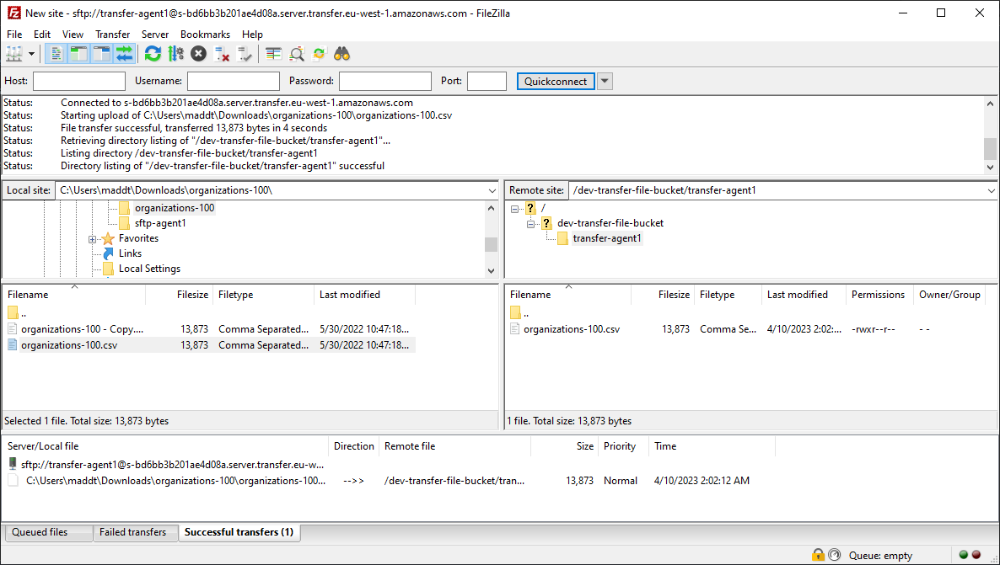 New site - sftp://transfer-agent1@s-bd6bb3b201ae4d08a.server.transfer.eu-west-1.amazonaws.com - FileZilla
File Edit View Transfer Server Bookmarks Help
Host: Username: Password: Port: Quickconnect
Status: Connected to s-bd6bb3b201ae4d08a.server.transfer.eu-west-1.amazonaws.com
Status: Starting upload of C:\Users\maddt\Downloads\organizations-100\organizations-100.csv
Status: File transfer successful, transferred 13,873 bytes in 4 seconds
Status: Retrieving directory listing of "/dev-transfer-file-bucket/transfer-agent1"...
Status: Listing directory /dev-transfer-file-bucket/transfer-agent1
Status: Directory listing of "/dev-transfer-file-bucket/transfer-agent1" successful
Local site: C:\Users\maddt\Downloads\organizations-100\
organizations-100
sftp-agent1
Favorites
Links
Local Settings
Remote site: /dev-transfer-file-bucket/transfer-agent1
? /
? dev-transfer-file-bucket
transfer-agent1
Filename Filesize Filetype Last modified
..
organizations-100 - Copy.... 13,873 Comma Separated... 5/30/2022 10:47:18...
organizations-100.csv 13,873 Comma Separated... 5/30/2022 10:47:18...
Selected 1 file. Total size: 13,873 bytes
Filename Filesize Filetype Last modified Permissions Owner/Group
..
organizations-100.csv 13,873 Comma Se... 4/10/2023 2:02:... -rwxr--r-- - -
1 file. Total size: 13,873 bytes
Server/Local file Direction Remote file Size Priority Time
sftp://transfer-agent1@s-bd6bb3b201ae4d08a.server.transfer.eu-w...
C:\Users\maddt\Downloads\organizations-100\organizations-100... -->> /dev-transfer-file-bucket/tran... 13,873 Normal 4/10/2023 2:02:12 AM
Queued files Failed transfers Successful transfers (1)
Queue: empty